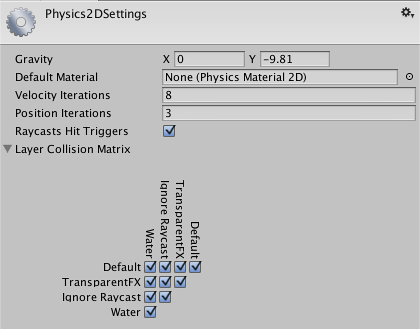 Physics2DSettings
Gravity X 0 Y -9.81
Default Material None (Physics Material 2D)
Velocity Iterations 8
Position Iterations 3
Raycasts Hit Triggers
Layer Collision Matrix
Water
Ignore Raycast
TransparentFX
Default
Default
TransparentFX
Ignore Raycast
Water